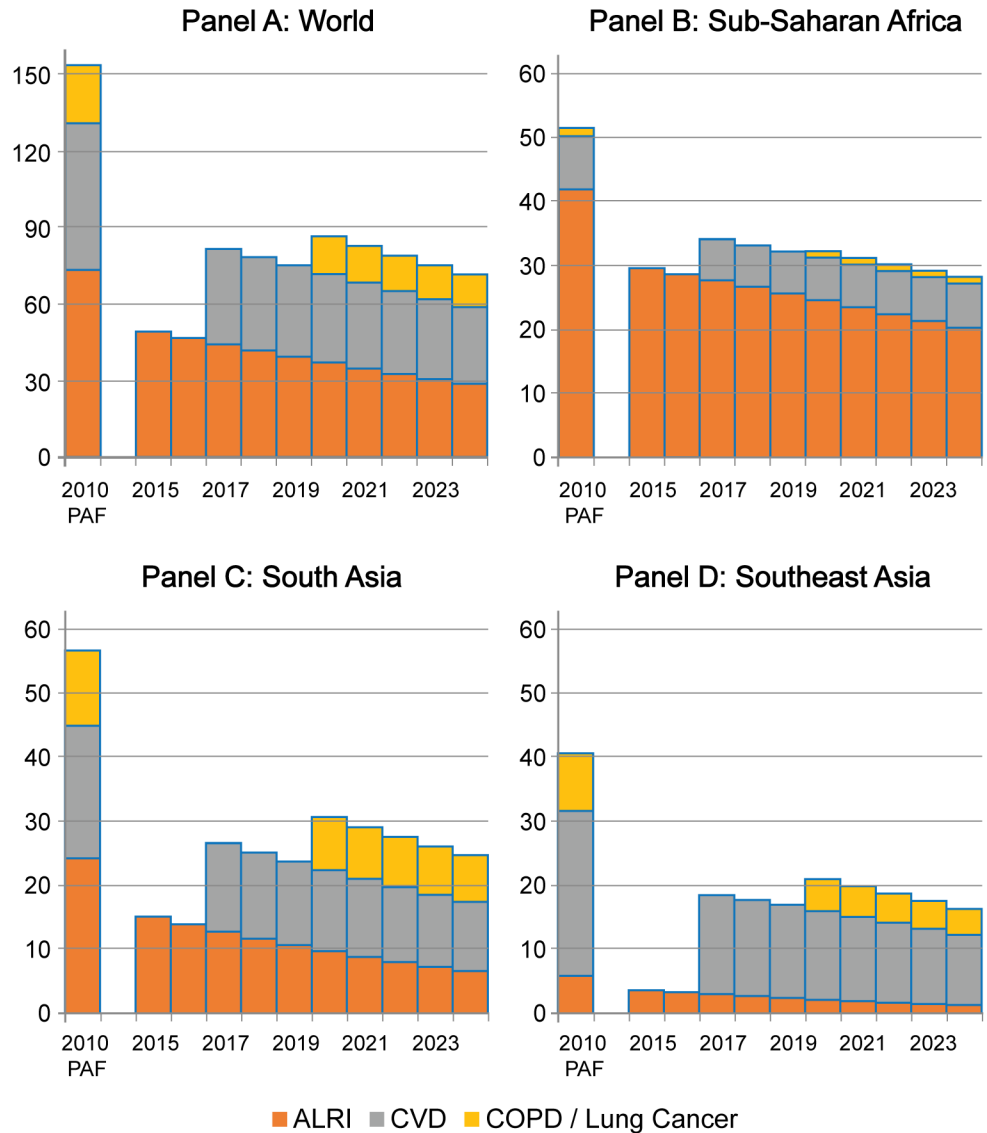 Panel A: World
150
120
90
60
30
0
2010 2015 2017 2019 2021 2023
PAF
Panel B: Sub-Saharan Africa
60
50
40
30
20
10
0
2010 2015 2017 2019 2021 2023
PAF
Panel C: South Asia
60
50
40
30
20
10
0
2010 2015 2017 2019 2021 2023
PAF
Panel D: Southeast Asia
60
50
40
30
20
10
0
2010 2015 2017 2019 2021 2023
PAF
ALRI CVD COPD / Lung Cancer